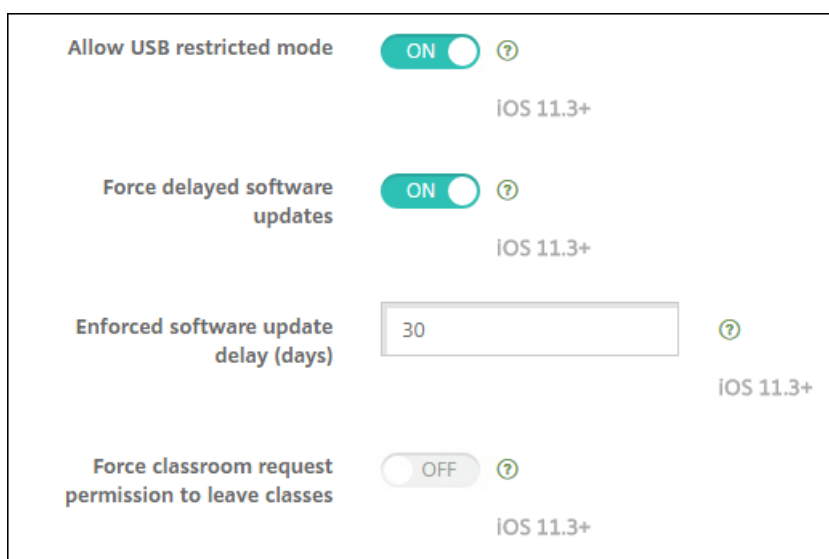 Allow USB restricted mode ON ?
iOS 11.3+
Force delayed software
updates ON ?
iOS 11.3+
Enforced software update
delay (days) 30 ?
iOS 11.3+
Force classroom request
permission to leave classes OFF ?
iOS 11.3+